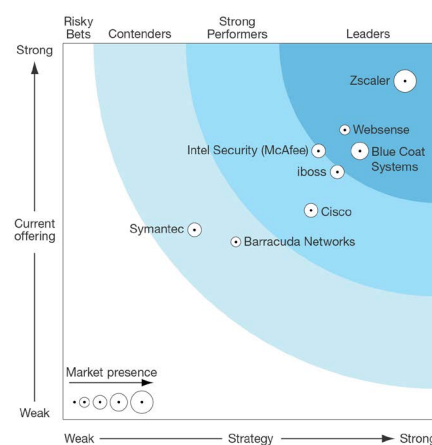 Risky
Bets
Contenders
Strong
Performers
Leaders
Strong
Zscaler
Websense
Intel Security (McAfee)
Blue Coat
Systems
iboss
Cisco
Symantec
Barracuda Networks
Current
offering
Market presence
Weak
Weak
Strategy
Strong